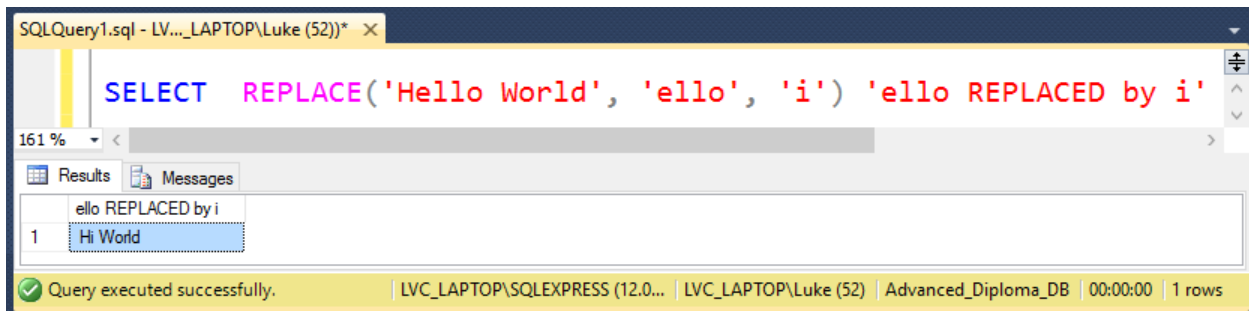 SQLQuery1.sql - LV..._LAPTOP\Luke (52))*
SELECT REPLACE('Hello World', 'ello', 'i') 'ello REPLACED by i'
161 %
Results Messages
ello REPLACED by i
1 Hi World
Query executed successfully. LVC_LAPTOP\SQLEXPRESS (12.0... LVC_LAPTOP\Luke (52) Advanced_Diploma_DB 00:00:00 1 rows